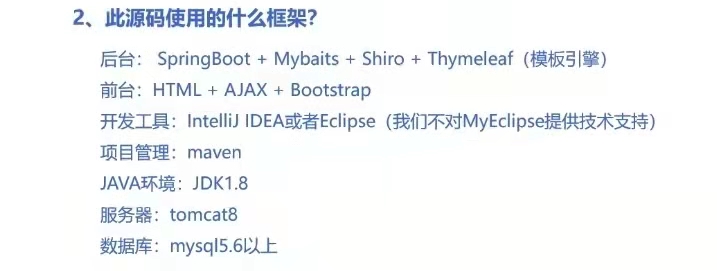 2、此源码使用的什么框架？
后台： SpringBoot + Mybaits + Shiro + Thymeleaf（模板引擎）
前台：HTML + AJAX + Bootstrap
开发工具：IntelliJ IDEA或者Eclipse（我们不对MyEclipse提供技术支持）
项目管理：maven
JAVA环境：JDK1.8
服务器：tomcat8
数据库：mysql5.6以上